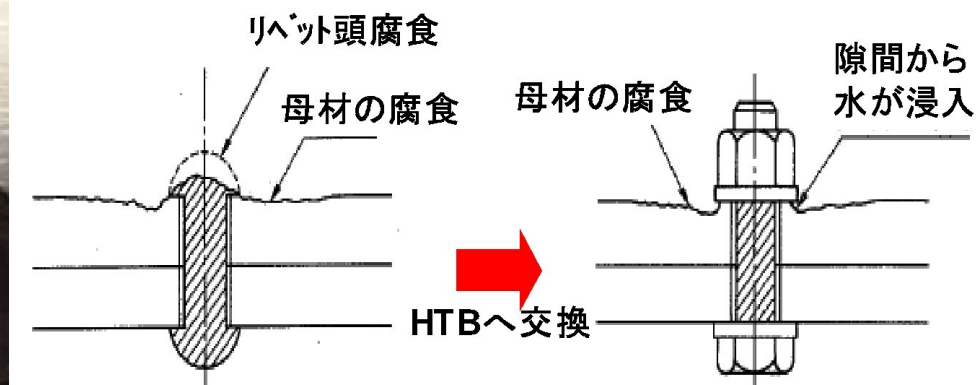 リベット頭腐食
母材の腐食
HTBへ交換
母材の腐食
隙間から
水が浸入